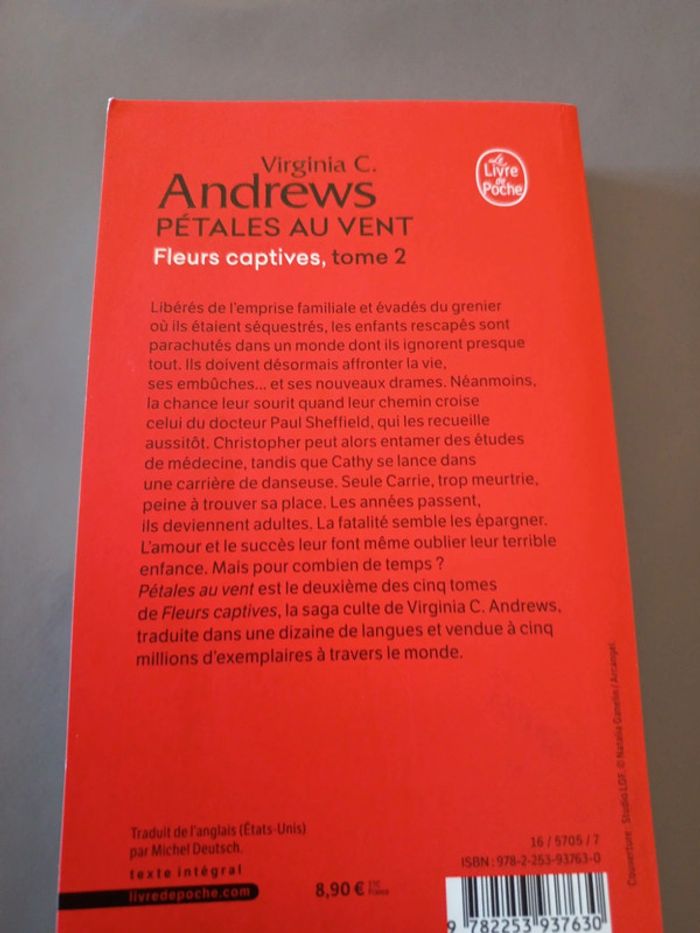 Virginia C.
Andrews
PÉTALES AU VENT
Fleurs captives, tome 2
Le
Livre
de
Poche
Libérés de l'emprise familiale et évadés du grenier
où ils étaient séquestrés, les enfants rescapés sont
parachutés dans un monde dont ils ignorent presque
tout. Ils doivent désormais affronter la vie,
ses embûches... et ses nouveaux drames. Néanmoins,
la chance leur sourit quand leur chemin croise
celui du docteur Paul Sheffield, qui les recueille
aussitôt. Christopher peut alors entamer des études
de médecine, tandis que Cathy se lance dans
une carrière de danseuse. Seule Carrie, trop meurtrie,
peine à trouver sa place. Les années passent,
ils deviennent adultes. La fatalité semble les épargner.
L'amour et le succès leur font même oublier leur terrible
enfance. Mais pour combien de temps ?
Pétales au vent est le deuxième des cinq tomes
de Fleurs captives, la saga culte de Virginia C. Andrews,
traduite dans une dizaine de langues et vendue à cinq
millions d'exemplaires à travers le monde.
Traduit de l'anglais (États-Unis)
par Michel Deutsch.
texte intégral
livredepoche.com
8,90 € TTC
France
16 / 5705 / 7
ISBN : 978-2-253-93763-0
9 782253 937630
Couverture : Studio LGF. © Natalia Ganelin / Arcangel